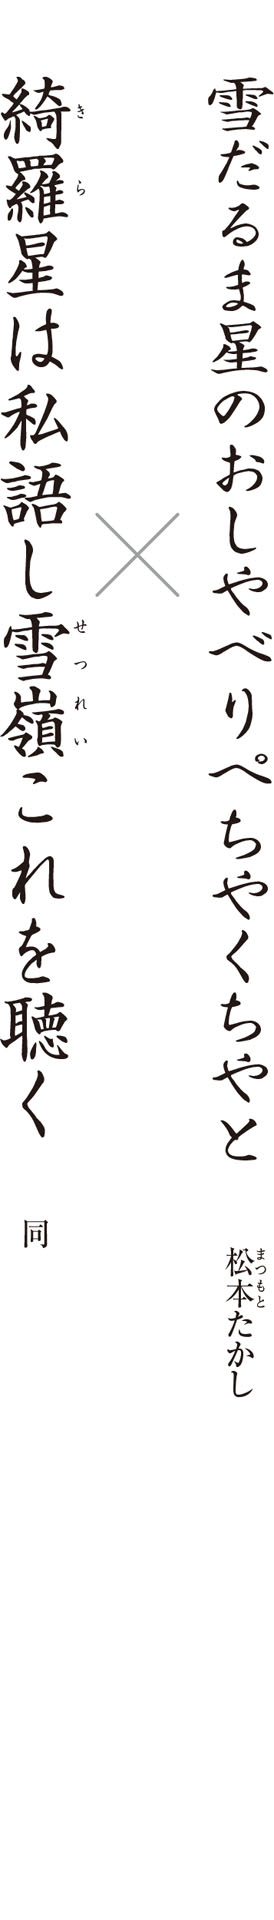 雪だるま星のおしやべりぺちやくちやと
松本たかし
まつもと
×
綺羅星は私語し雪嶺これを聴く
きら
せつれい
同